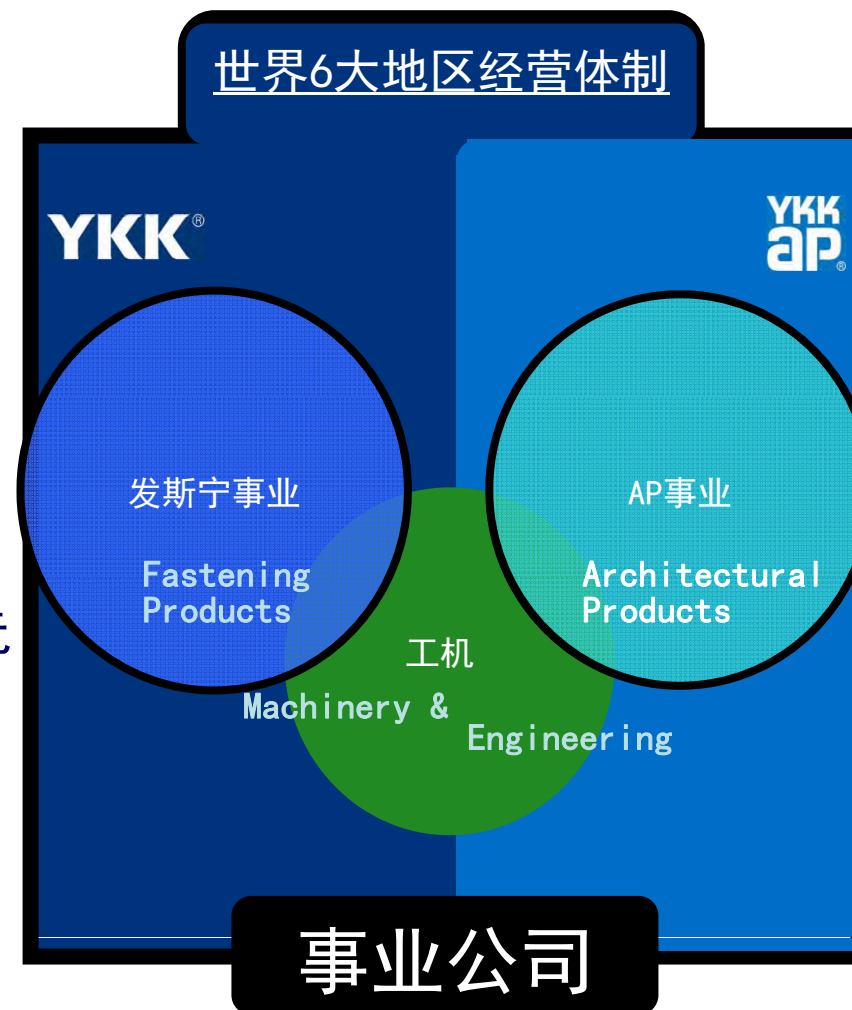 世界6大地区经营体制
YKK®
YKK
ap®
发斯宁事业
AP事业
Fastening
Products
Architectural
Products
工机
Machinery &
Engineering
事业公司